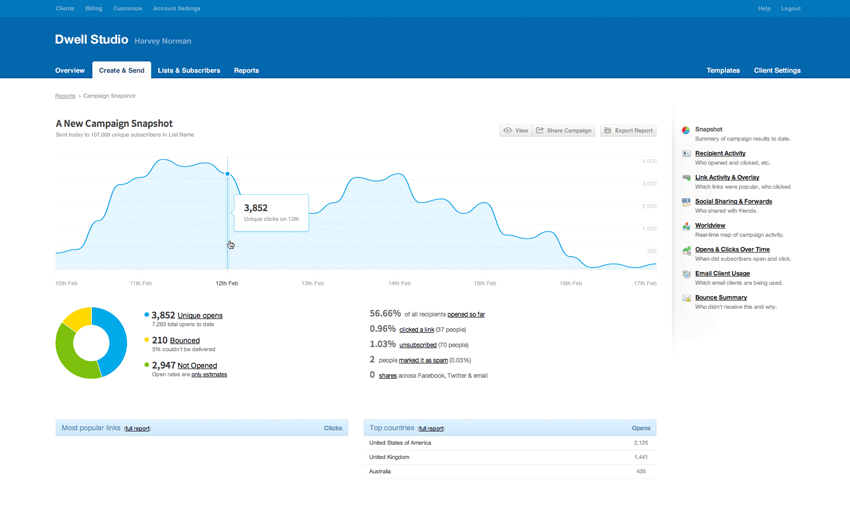 Clients Billing Customize Account Settings Help Logout
Dwell Studio Harvey Norman
Overview Create & Send Lists & Subscribers Reports Templates Client Settings
Reports › Campaign Snapshot
A New Campaign Snapshot
Sent today to 107,009 unique subscribers in List Name
View Share Campaign Export Report
4,000
3,000
2,000
1,000
500
3,852
Unique clicks on 12th
10th Feb 11th Feb 12th Feb 13th Feb 14th Feb 15th Feb 16th Feb 17th Feb
3,852 Unique opens
7,263 total opens to date
210 Bounced
3% couldn't be delivered
2,947 Not Opened
Open rates are only estimates
56.66% of all recipients opened so far
0.96% clicked a link (37 people)
1.03% unsubscribed (70 people)
2 people marked it as spam (0.03%)
0 shares across Facebook, Twitter & email
Most popular links (full report) Clicks
Top countries (full report) Opens
United States of America 2,125
United Kingdom 1,441
Australia 435
Snapshot
Summary of campaign results to date.
Recipient Activity
Who opened and clicked, etc.
Link Activity & Overlay
Which links were popular, who clicked
Social Sharing & Forwards
Who shared with friends.
Worldview
Real-time map of campaign activity.
Opens & Clicks Over Time
When did subscribers open and click.
Email Client Usage
Which email clients are being used.
Bounce Summary
Who didn't receive this and why.